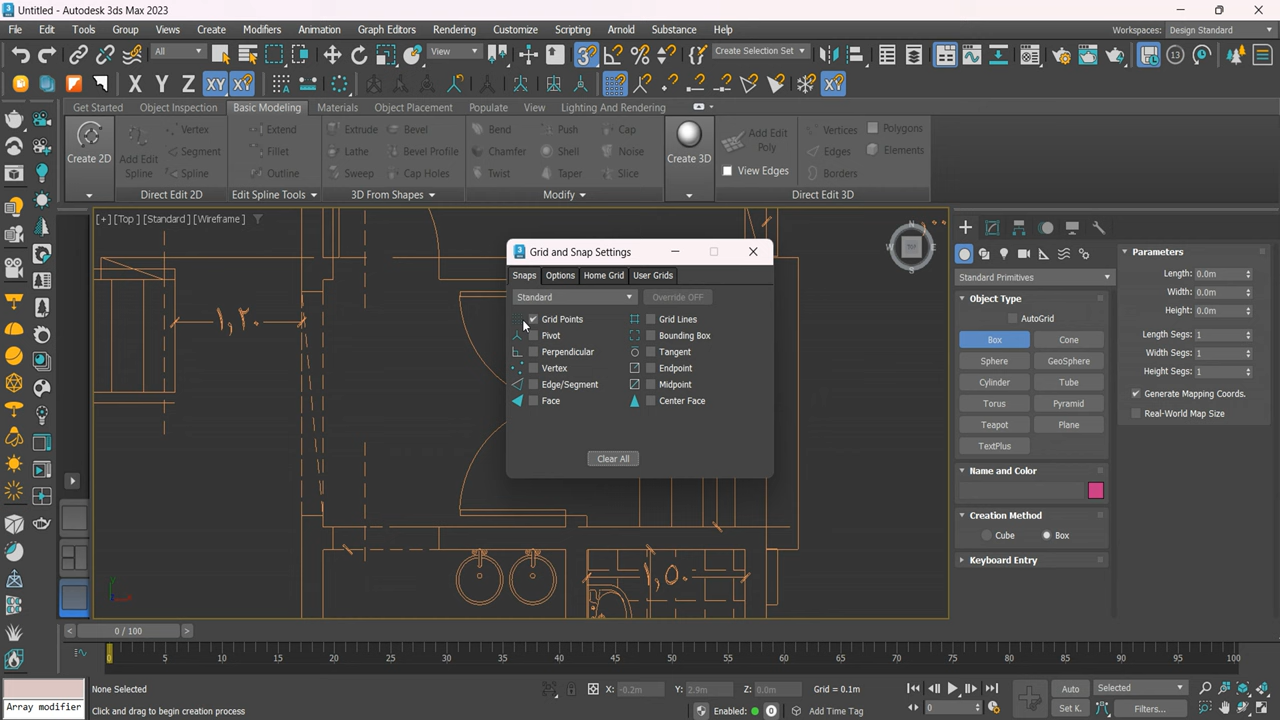 Untitled - Autodesk 3ds Max 2023
File Edit Tools Group Views Create Modifiers Animation Graph Editors Rendering Customize Scripting Arnold Substance Help Workspaces: Design Standard
All View Create Selection Set
X Y Z XY XY
Get Started Object Inspection Basic Modeling Materials Object Placement Populate View Lighting And Rendering
Create 2D Add Edit Spline Vertex Segment Spline Extend Fillet Outline Extrude Lathe Sweep Bevel Bevel Profile Cap Holes Bend Chamfer Twist Push Shell Taper Cap Noise Slice Create 3D Add Edit Poly View Edges Vertices Edges Borders Polygons Elements
Direct Edit 2D Edit Spline Tools 3D From Shapes Modify Direct Edit 3D
[+] [Top ] [Standard ] [Wireframe ]
Grid and Snap Settings
Snaps Options Home Grid User Grids
Standard Override OFF
Grid Points Grid Lines
Pivot Bounding Box
Perpendicular Tangent
Vertex Endpoint
Edge/Segment Midpoint
Face Center Face
Clear All
١,٢٠
١,٥٠
Standard Primitives
Object Type
AutoGrid
Box Cone
Sphere GeoSphere
Cylinder Tube
Torus Pyramid
Teapot Plane
TextPlus
Name and Color
Creation Method
Cube Box
Keyboard Entry
Parameters
Length: 0.0m
Width: 0.0m
Height: 0.0m
Length Segs: 1
Width Segs: 1
Height Segs: 1
Generate Mapping Coords.
Real-World Map Size
0 / 100
0 5 10 15 20 25 30 35 40 45 50 55 60 65 70 75 80 85 90 95 100
None Selected X: -0.2m Y: 2.9m Z: 0.0m Grid = 0.1m Auto Selected
Array modifier Click and drag to begin creation process Enabled: Add Time Tag 0 Set K. Filters...